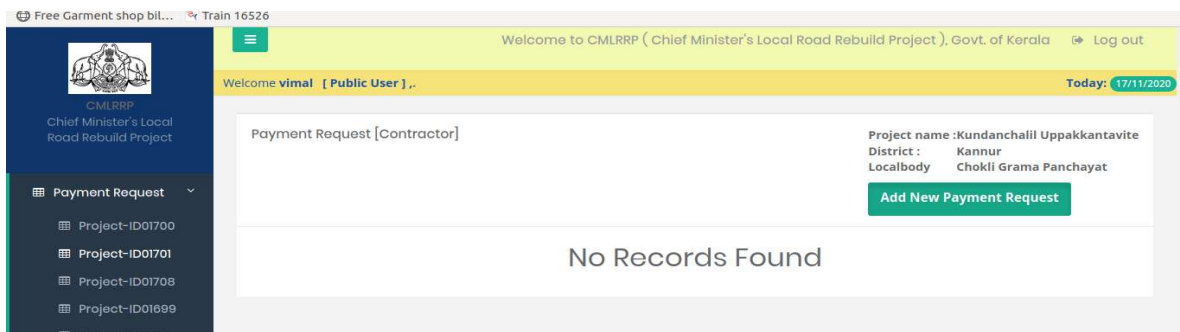 Free Garment shop bil... Train 16526
Welcome to CMLRRP ( Chief Minister's Local Road Rebuild Project ), Govt. of Kerala Log out
Welcome vimal [ Public User ] ,.
Today: 17/11/2020
CMLRRP
Chief Minister's Local
Road Rebuild Project
Payment Request
Project-ID01700
Project-ID01701
Project-ID01708
Project-ID01699
Payment Request [Contractor]
Project name :Kundanchalil Uppakkantavite
District : Kannur
Localbody Chokli Grama Panchayat
Add New Payment Request
No Records Found